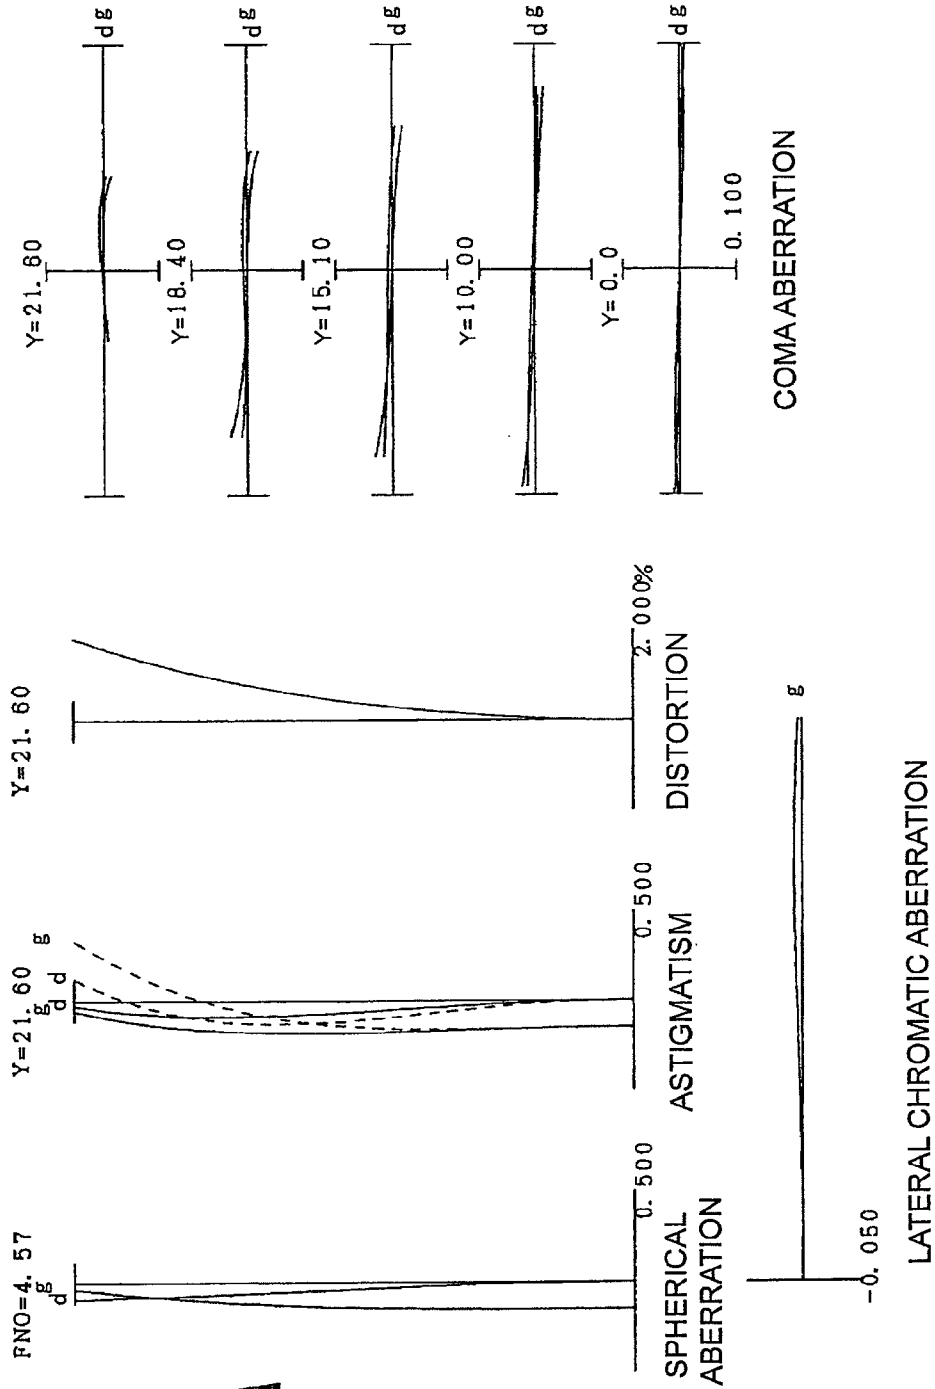 FNO=4. 57
d g
0. 500
SPHERICAL
ABERRATION
Y=21. 60
g
d d g
0. 500
ASTIGMATISM
Y=21. 60
2. 000%
DISTORTION
Y=21. 60
d g
Y=18. 40
d g
Y=15. 10
d g
Y=10. 00
d g
Y=0. 0
d g
0. 100
COMA ABERRATION
g
-0. 050
LATERAL CHROMATIC ABERRATION